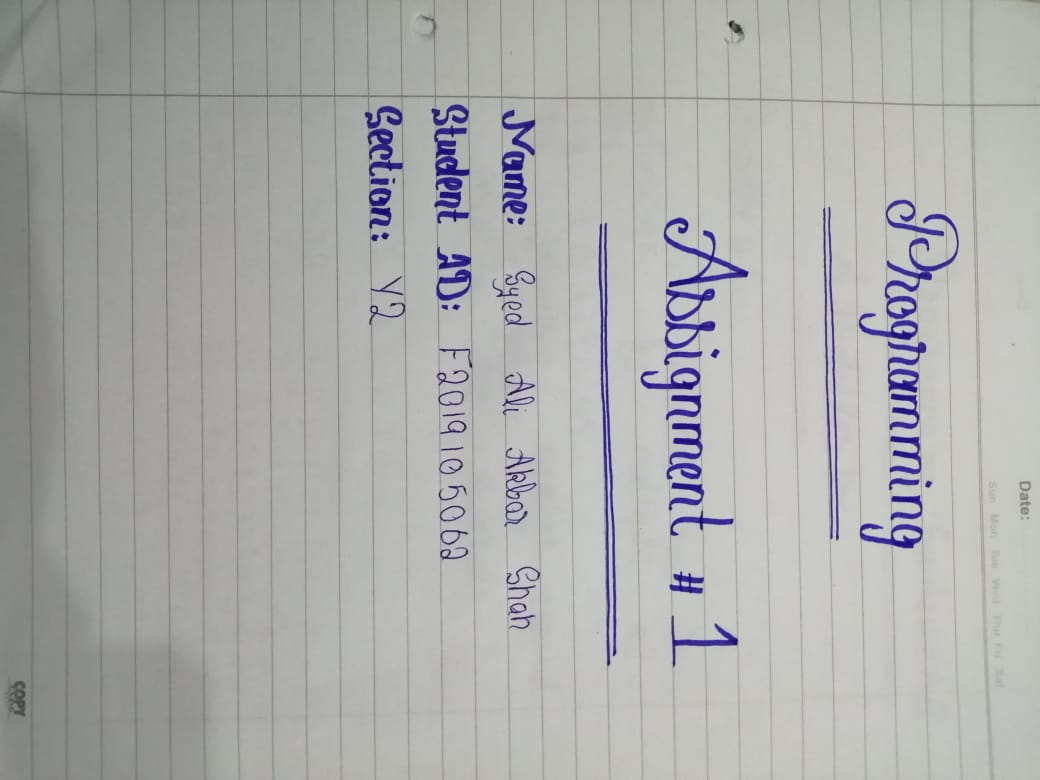 Date:
Sun Mon Tue Wed Thu Fri Sat
Programming
Assignment # 1
Name: Syed Ali Akbar Shah
Student ID: F2019105062
Section: Y2
COPY